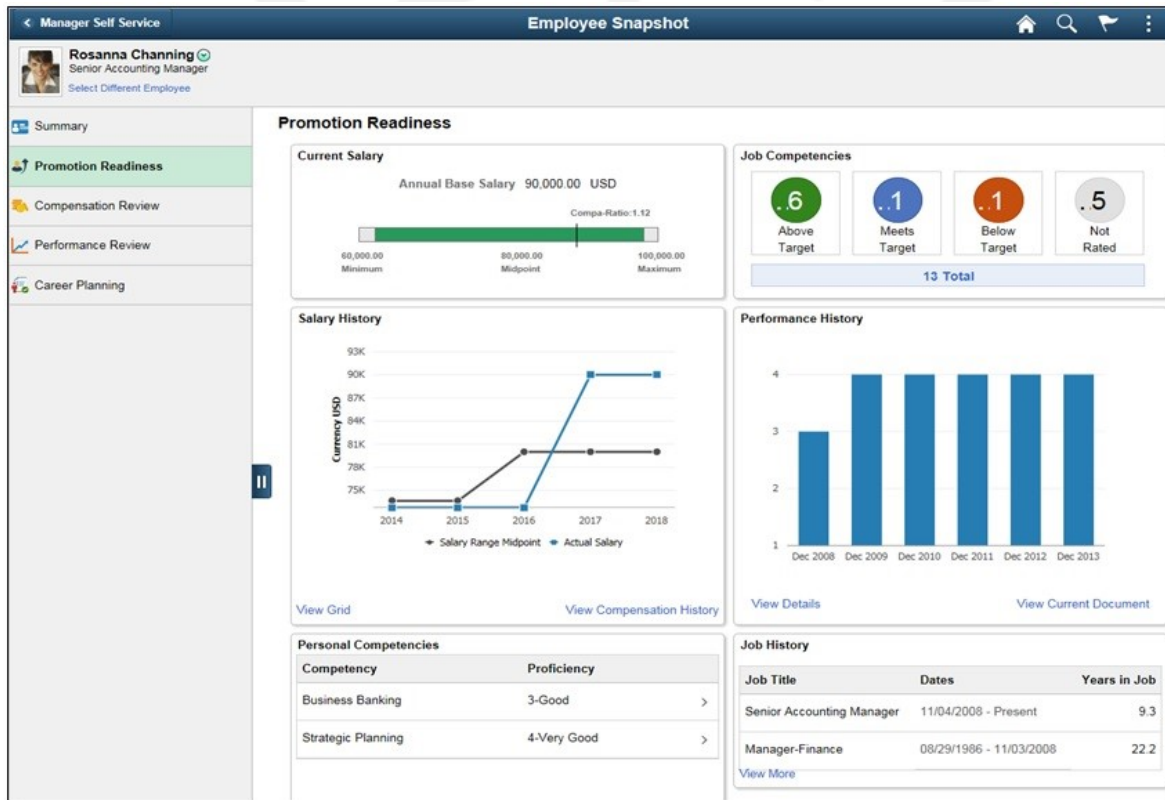 Manager Self Service
Employee Snapshot
Rosanna Channing
Senior Accounting Manager
Select Different Employee
Summary
Promotion Readiness
Compensation Review
Performance Review
Career Planning
Promotion Readiness
Current Salary
Annual Base Salary 90,000.00 USD
Compa-Ratio:1.12
60,000.00 80,000.00 100,000.00
Minimum Midpoint Maximum
Job Competencies
..6 ..1 ..1 ..5
Above Meets Below Not
Target Target Target Rated
13 Total
Salary History
Currency USD
93K
90K
87K
84K
81K
78K
75K
2014 2015 2016 2017 2018
Salary Range Midpoint Actual Salary
View Grid View Compensation History
Performance History
4
3
2
1
Dec 2008 Dec 2009 Dec 2010 Dec 2011 Dec 2012 Dec 2013
View Details View Current Document
Personal Competencies
Competency Proficiency
Business Banking 3-Good
Strategic Planning 4-Very Good
Job History
Job Title Dates Years in Job
Senior Accounting Manager 11/04/2008 - Present 9.3
Manager-Finance 08/29/1986 - 11/03/2008 22.2
View More